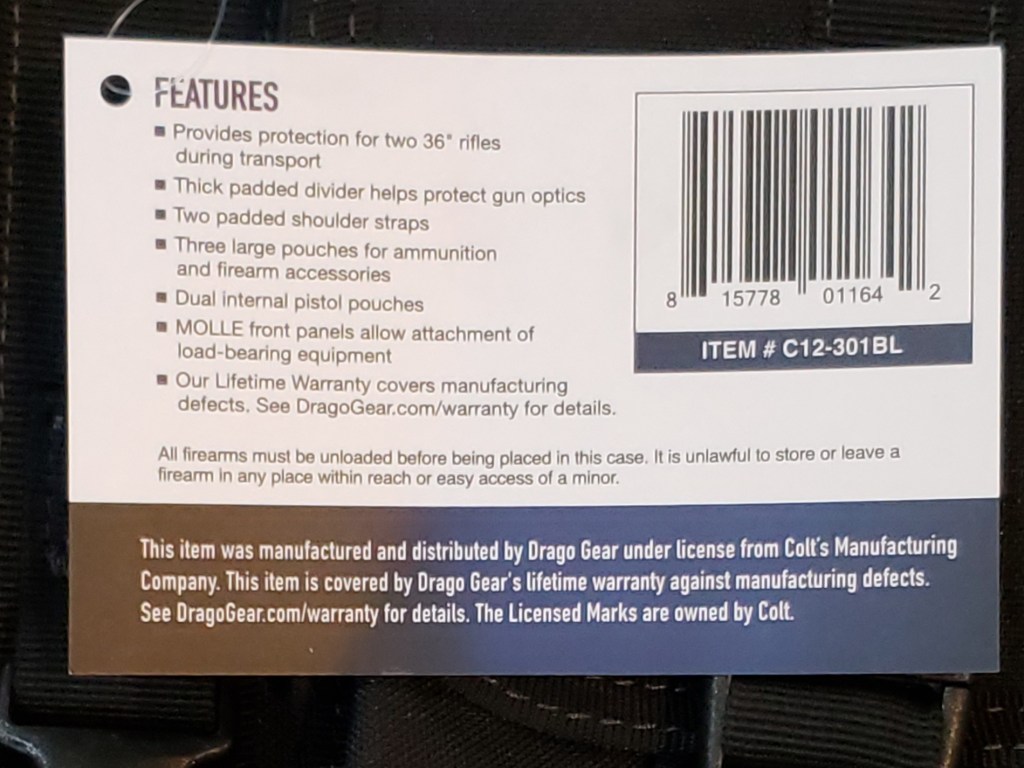 FEATURES
■ Provides protection for two 36" rifles
during transport
■ Thick padded divider helps protect gun optics
■ Two padded shoulder straps
■ Three large pouches for ammunition
and firearm accessories
■ Dual internal pistol pouches
■ MOLLE front panels allow attachment of
load-bearing equipment
■ Our Lifetime Warranty covers manufacturing
defects. See DragoGear.com/warranty for details.
8 15778 01164 2
ITEM # C12-301BL
All firearms must be unloaded before being placed in this case. It is unlawful to store or leave a
firearm in any place within reach or easy access of a minor.
This item was manufactured and distributed by Drago Gear under license from Colt's Manufacturing
Company. This item is covered by Drago Gear's lifetime warranty against manufacturing defects.
See DragoGear.com/warranty for details. The Licensed Marks are owned by Colt.